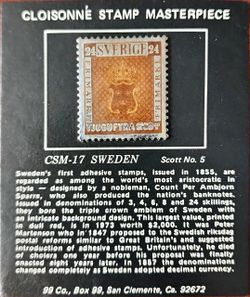 CLOISONNÉ STAMP MASTERPIECE
24 SVERIGE 24
TJUGUFYRA SK. BCO
CSM-17 SWEDEN
Scott No. 5
Sweden's first adhesive stamps, issued in 1855, are
regarded as among the world's most aristocratic in
style — designed by a nobleman, Count Per Ambjorn
Sparre, who also produced the nation's banknotes.
Issued in denominations of 3, 4, 6, 8 and 24 skillings,
they bore the triple crown emblem of Sweden with
an intricate background design. This largest value, printed
in dull red, is in 1973 worth $3,000. It was Peter
Martenson who in 1847 proposed to the Swedish riksdag
postal reforms similar to Great Britain's and suggested
introduction of adhesive stamps. Unfortunately, he died
of cholera one year before his proposal was finally
enacted eight years later. In 1857 the denominations
changed completely as Sweden adopted decimal currency.
99 Co., Box 99, San Clemente, Ca. 92672